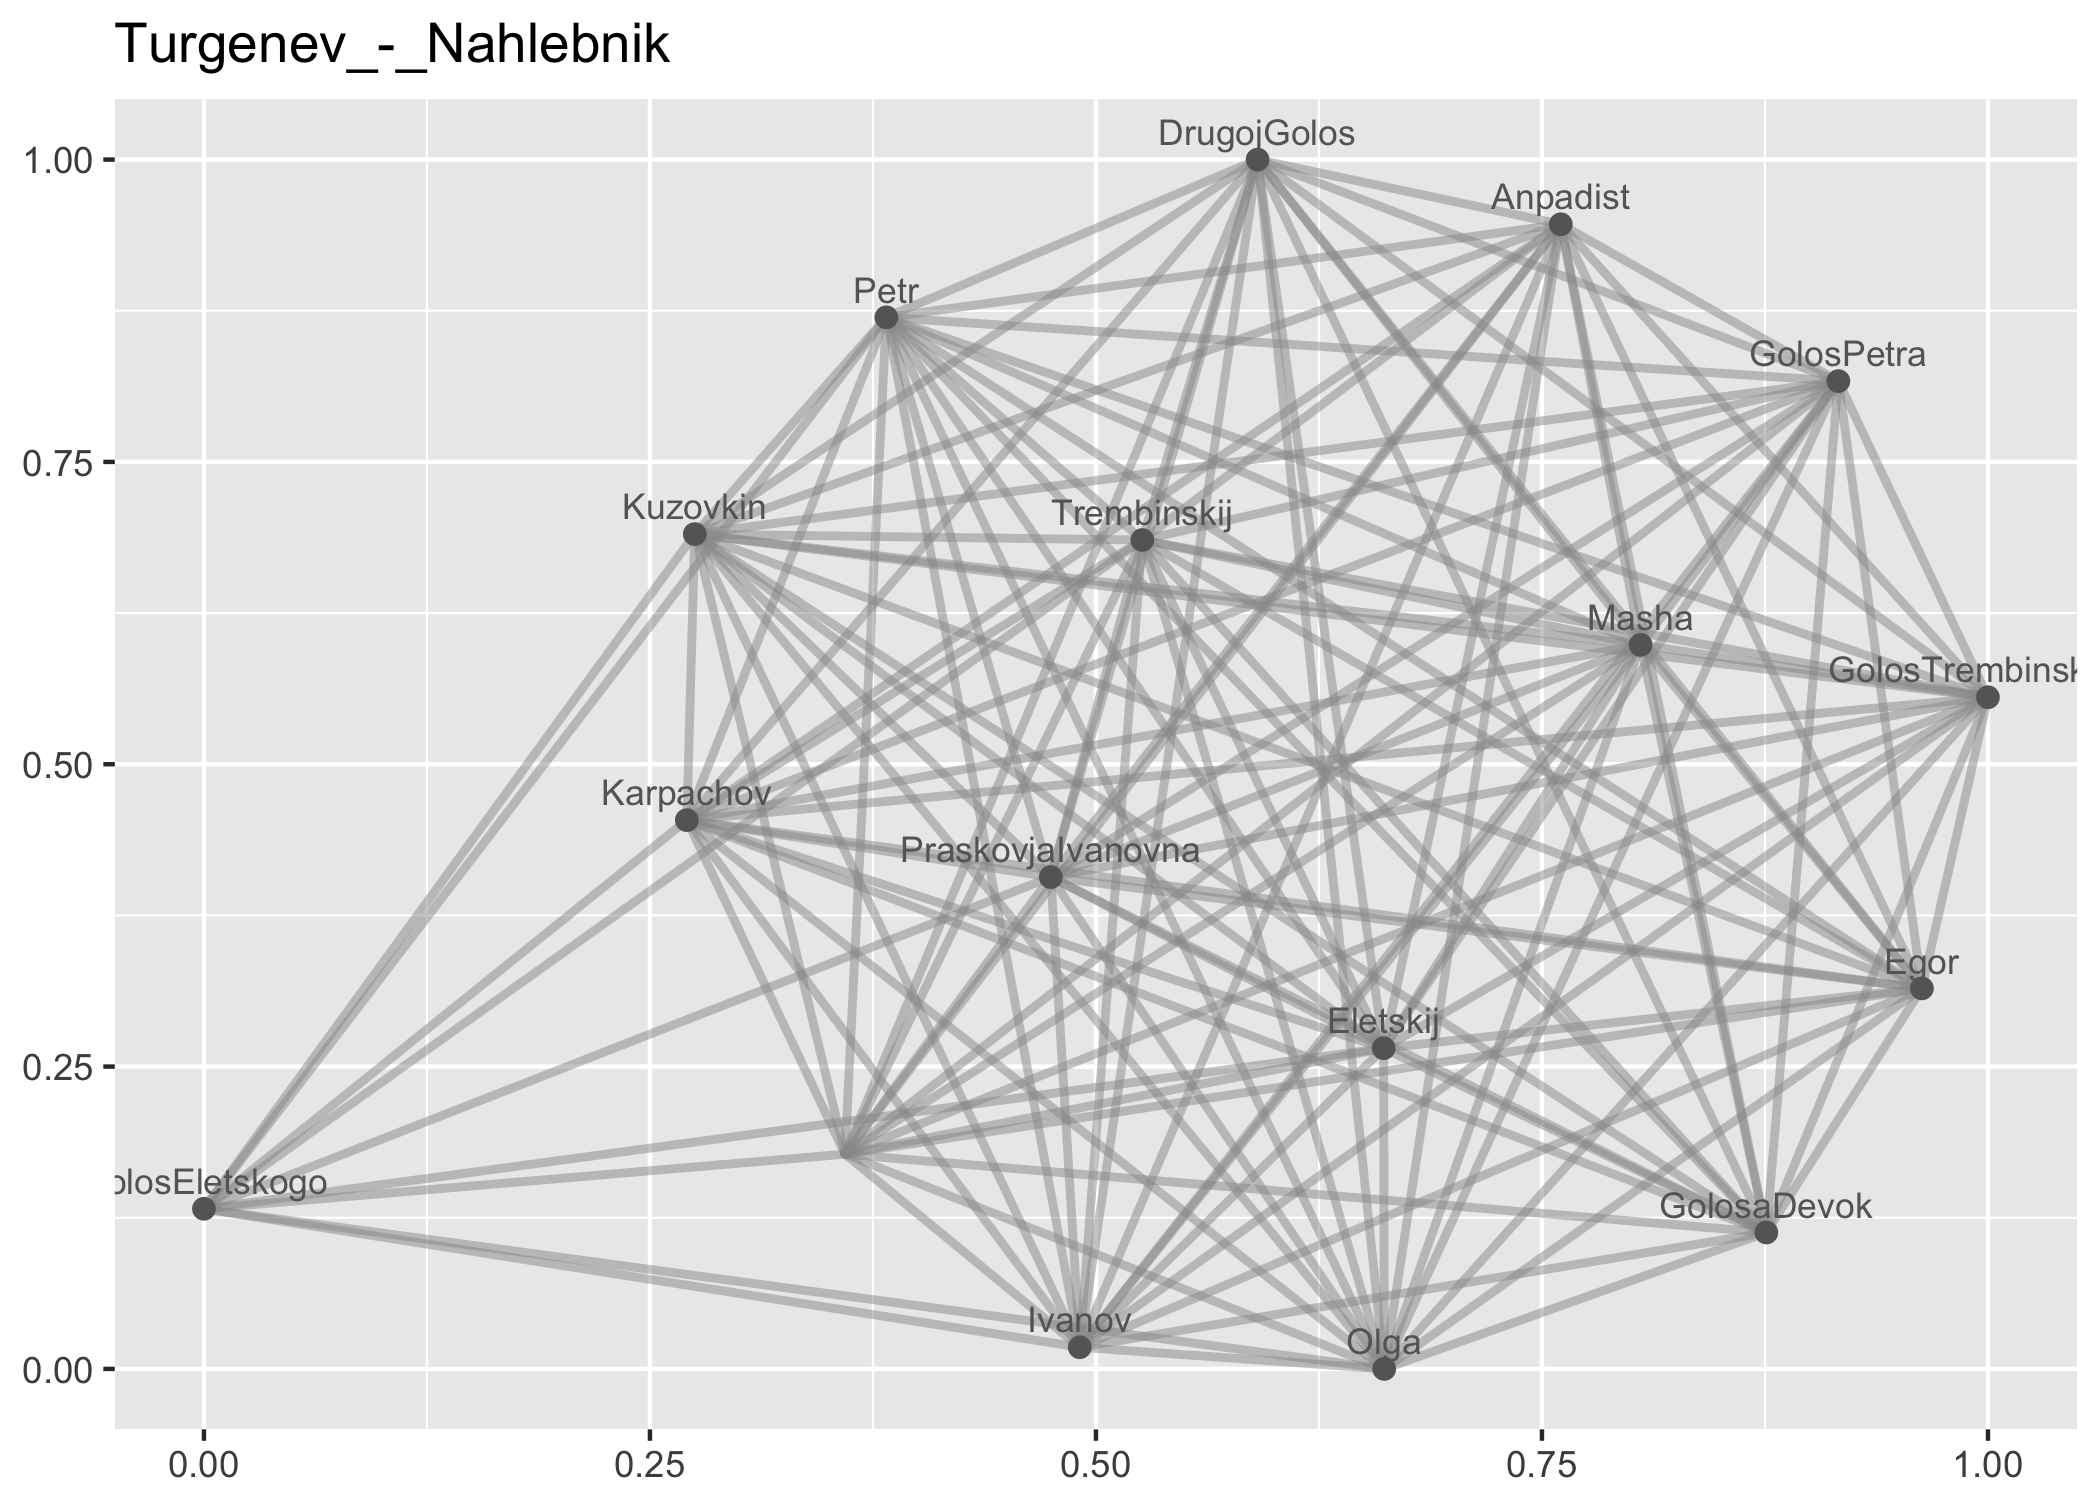 Turgenev_-_Nahlebnik
DrugojGolos
1.00
Anpadist
Petr
GolosPetra
0.75
Kuzovkin
Trembinskij
Masha
GolosTrembinsk
0.50
Karpachov
PraskovjaIvanovna
Egor
Eletskij
0.25
olosEletskogo
GolosaDevok
Ivanov
Olga
0.00
0.00 0.25 0.50 0.75 1.00